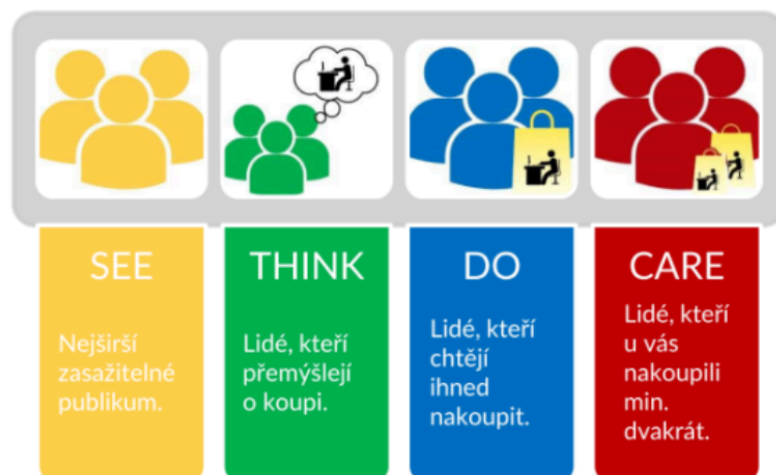 SEE
Nejširší
zasažitelné
publikum.
THINK
Lidé, kteří
přemýšlejí
o koupi.
DO
Lidé, kteří
chtějí
ihned
nakoupit.
CARE
Lidé, kteří
u vás
nakoupili
min.
dvakrát.